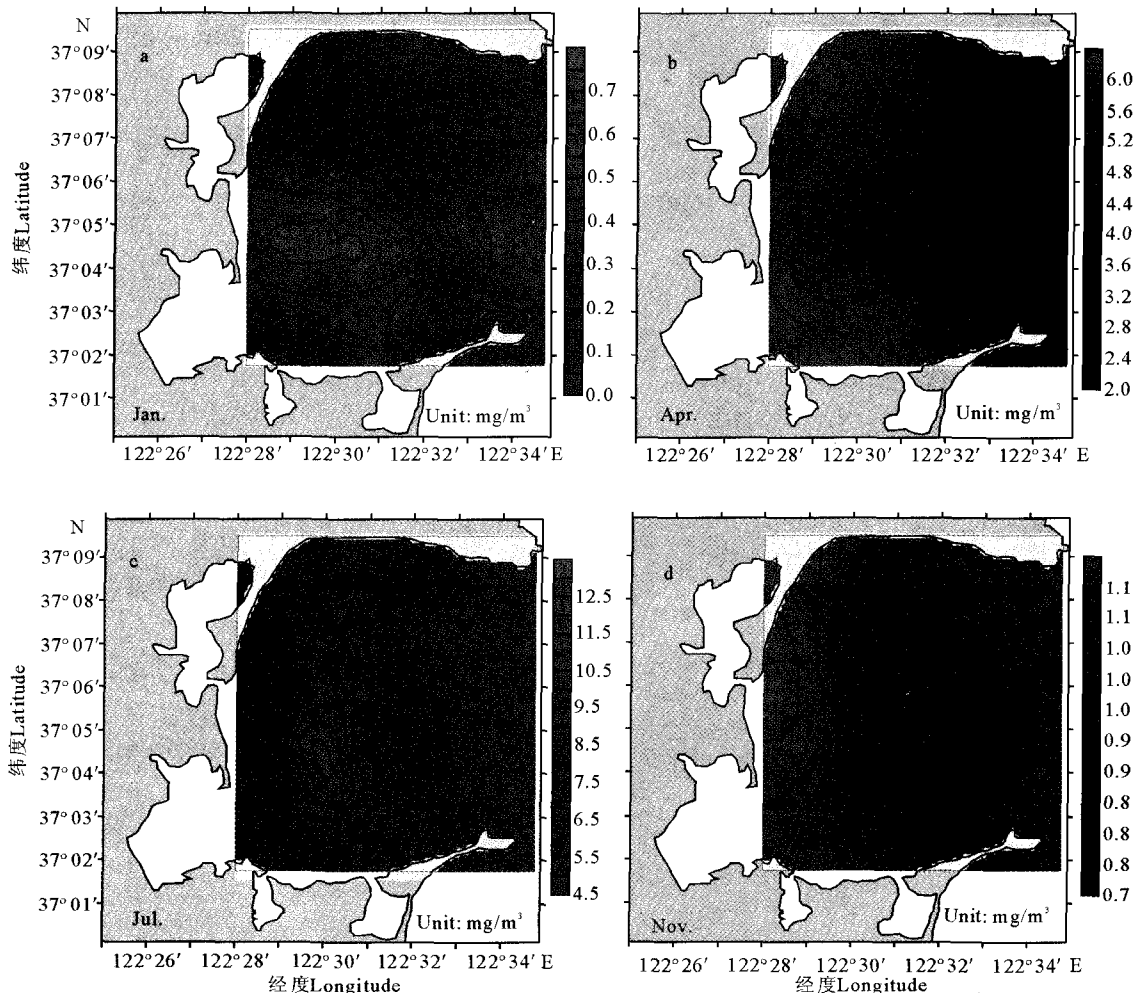 N
a
37°09′
37°08′
37°07′
37°06′
37°05′
37°04′
37°03′
37°02′
37°01′
纬度Latitude
0.7
0.6
0.5
0.4
0.3
0.2
0.1
0.0
Jan.
Unit: mg/m³
122°26′ 122°28′ 122°30′ 122°32′ 122°34′ E
b
6.0
5.6
5.2
4.8
4.4
4.0
3.6
3.2
2.8
2.4
2.0
Apr.
Unit: mg/m³
122°26′ 122°28′ 122°30′ 122°32′ 122°34′ E
N
c
37°09′
37°08′
37°07′
37°06′
37°05′
37°04′
37°03′
37°02′
37°01′
纬度Latitude
12.5
11.5
10.5
9.5
8.5
7.5
6.5
5.5
4.5
Jul.
Unit: mg/m³
122°26′ 122°28′ 122°30′ 122°32′ 122°34′ E
经度Longitude
d
1.1
1.1
1.0
1.0
1.0
0.9
0.9
0.8
0.8
0.8
0.7
Nov.
Unit: mg/m³
122°26′ 122°28′ 122°30′ 122°32′ 122°34′ E
经度Longitude